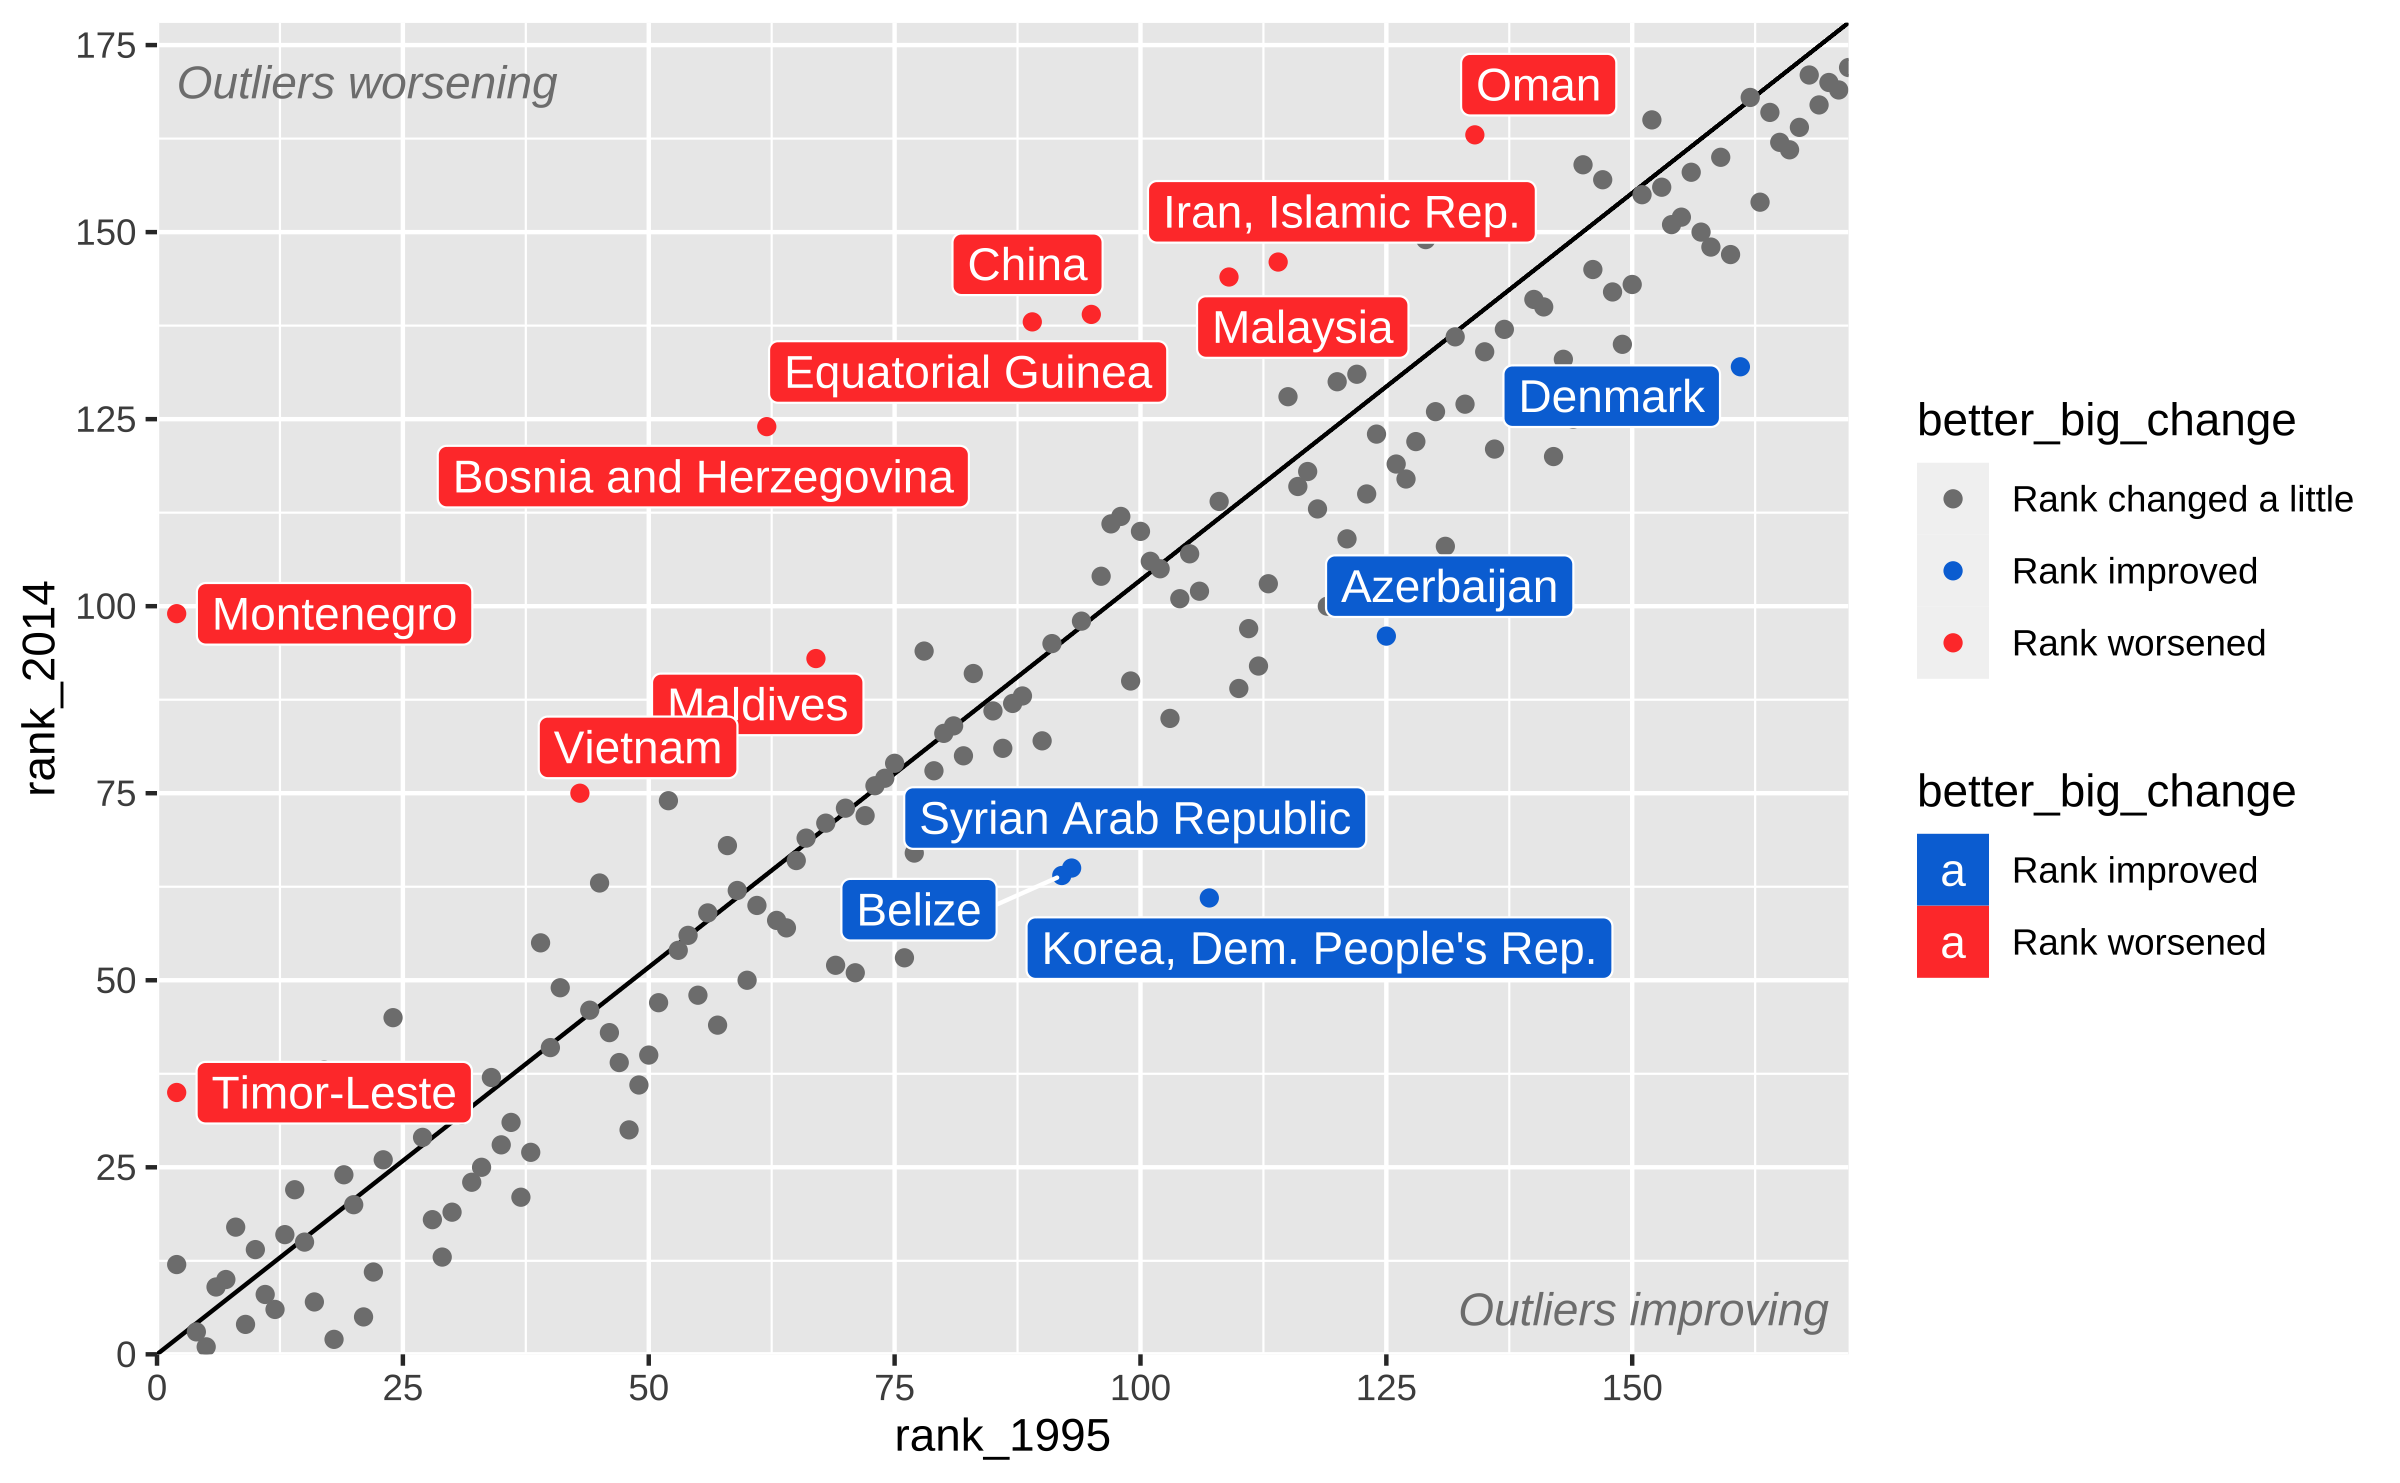 175
Outliers worsening
Oman
Iran, Islamic Rep.
150
China
Malaysia
Equatorial Guinea
Denmark
125
Bosnia and Herzegovina
better_big_change
Rank changed a little
Rank improved
Rank worsened
Azerbaijan
100
Montenegro
Maldives
Vietnam
75
Syrian Arab Republic
Belize
Korea, Dem. People's Rep.
better_big_change
a Rank improved
a Rank worsened
50
Timor-Leste
25
Outliers improving
0
rank_2014
0 25 50 75 100 125 150
rank_1995